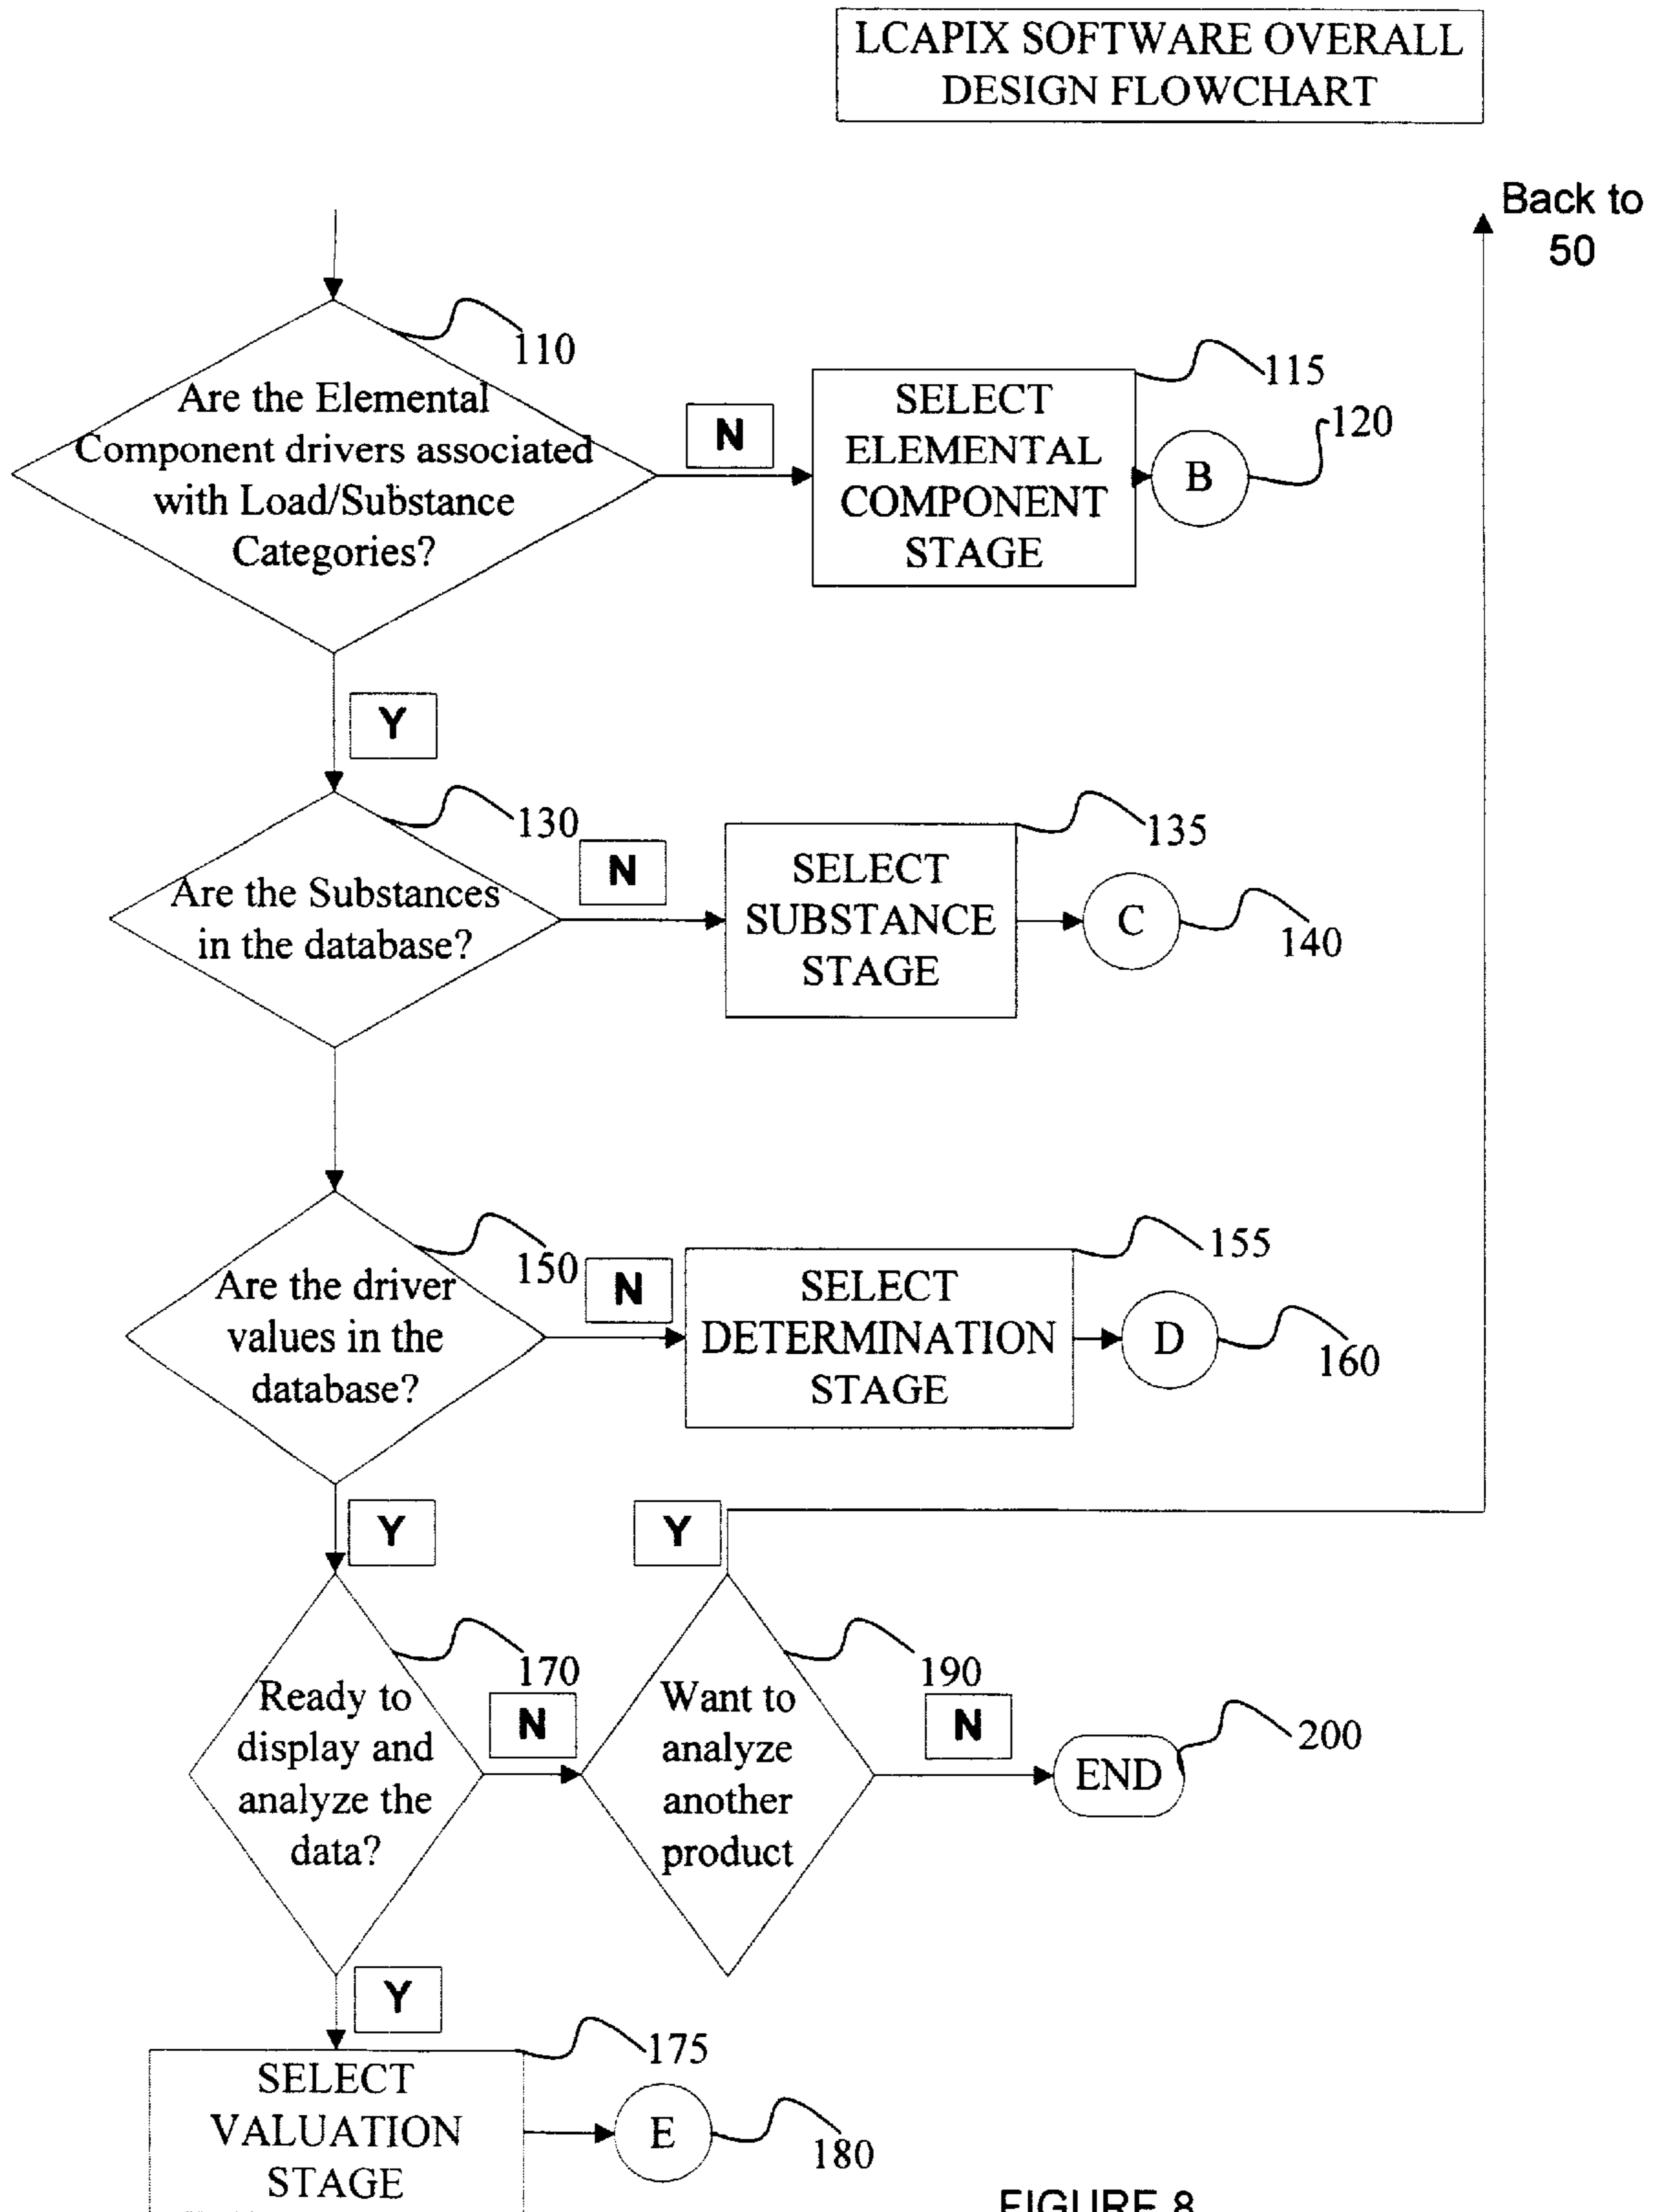 LCAPIX SOFTWARE OVERALL
DESIGN FLOWCHART
Back to
50
110
Are the Elemental
Component drivers associated
with Load/Substance
Categories?
N
SELECT
ELEMENTAL
COMPONENT
STAGE
115
B
120
Y
130
Are the Substances
in the database?
N
SELECT
SUBSTANCE
STAGE
135
C
140
150
Are the driver
values in the
database?
N
SELECT
DETERMINATION
STAGE
155
D
160
Y
Y
170
Ready to
display and
analyze the
data?
N
190
Want to
analyze
another
product
N
END
200
Y
SELECT
VALUATION
STAGE
175
E
180
FIGURE 8